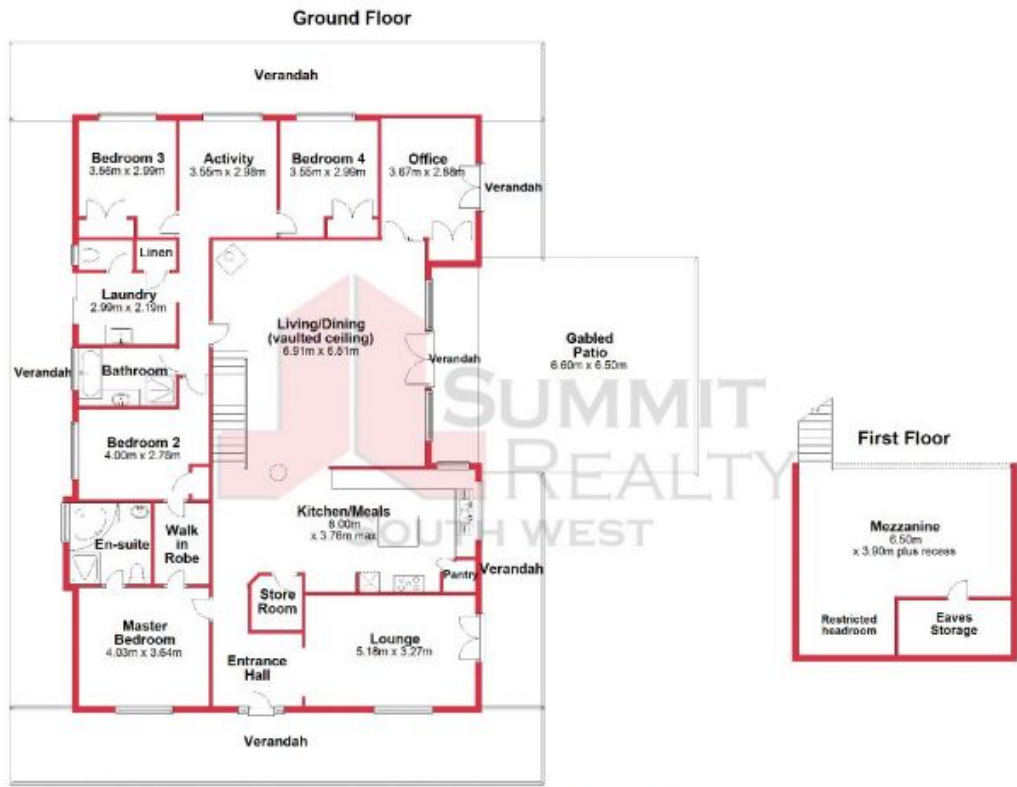 Ground Floor
Verandah
Bedroom 3
3.56m x 2.99m
Activity
3.55m x 2.98m
Bedroom 4
3.55m x 2.99m
Office
3.67m x 2.88m
Verandah
Linen
Laundry
2.99m x 2.19m
Living/Dining
(vaulted ceiling)
6.91m x 6.51m
Verandah
Gabled
Patio
6.60m x 6.50m
Verandah
Bathroom
SUMMIT
REALTY
SOUTH WEST
Bedroom 2
4.00m x 2.78m
First Floor
Kitchen/Meals
8.00m
x 3.76m max
Mezzanine
6.50m
x 3.90m plus recess
En-suite
Walk
in
Robe
Pantry
Verandah
Store
Room
Master
Bedroom
4.03m x 3.64m
Lounge
5.18m x 3.27m
Restricted
headroom
Eaves
Storage
Entrance
Hall
Verandah